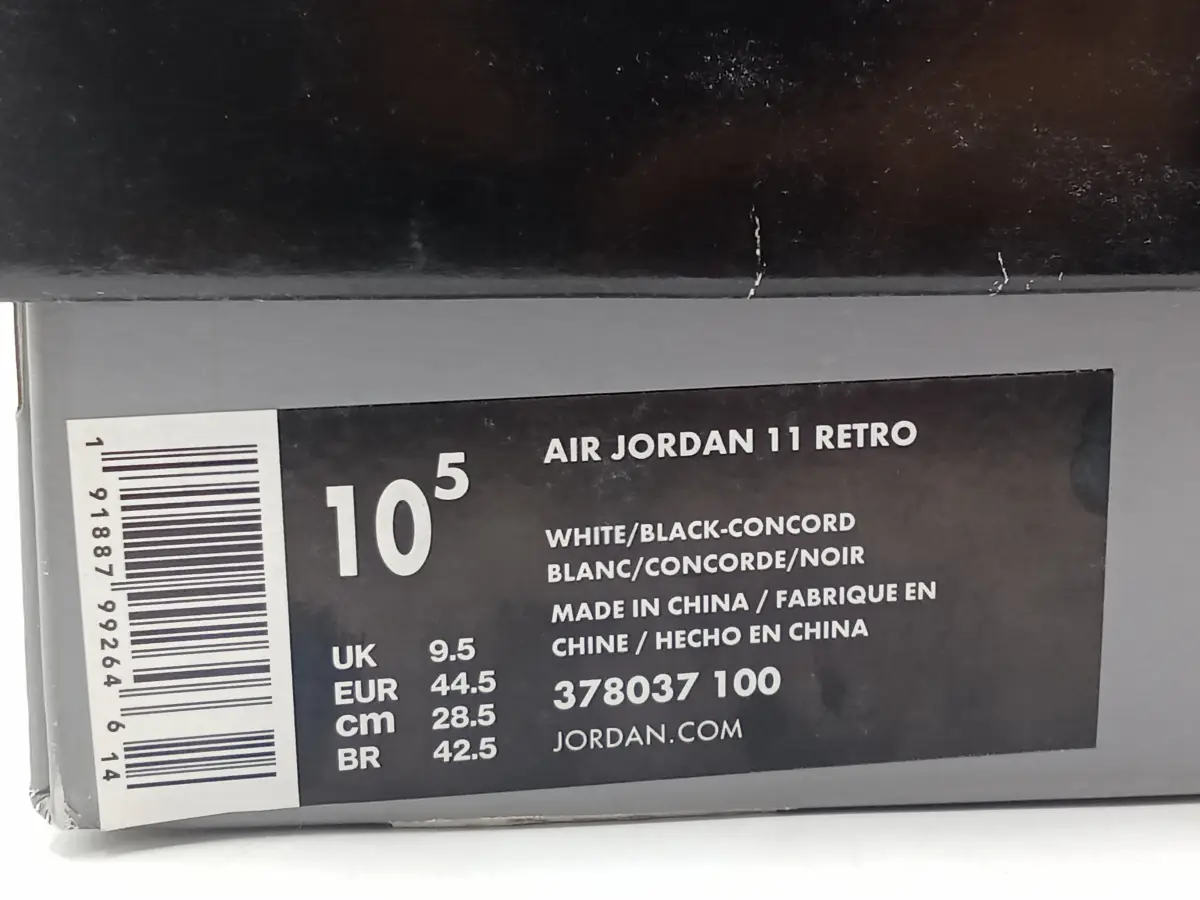 1 91887 99264 6 14
10⁵
UK 9.5
EUR 44.5
cm 28.5
BR 42.5
AIR JORDAN 11 RETRO
WHITE/BLACK-CONCORD
BLANC/CONCORDE/NOIR
MADE IN CHINA / FABRIQUE EN
CHINE / HECHO EN CHINA
378037 100
JORDAN.COM